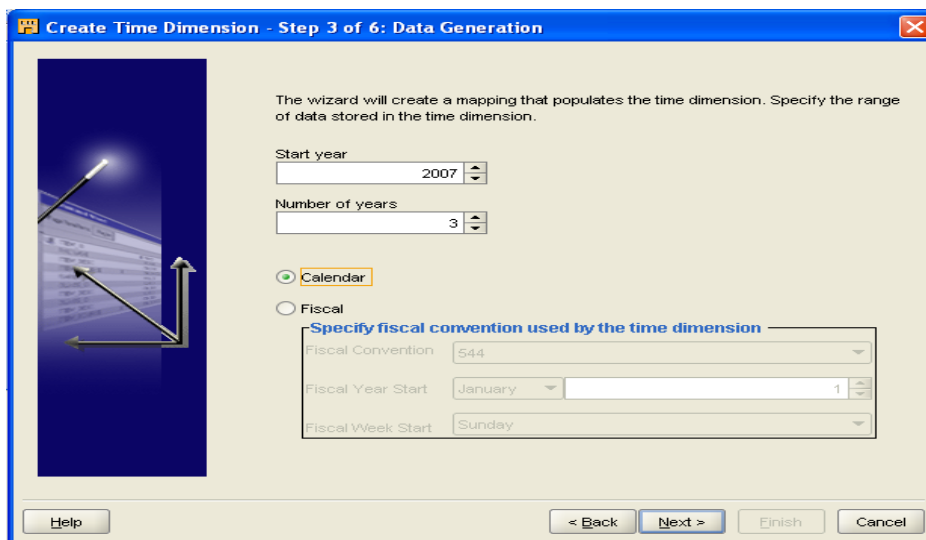 Create Time Dimension - Step 3 of 6: Data Generation
The wizard will create a mapping that populates the time dimension. Specify the range
of data stored in the time dimension.
Start year
2007
Number of years
3
Calendar
Fiscal
Specify fiscal convention used by the time dimension
Fiscal Convention 544
Fiscal Year Start January 1
Fiscal Week Start Sunday
Help < Back Next > Finish Cancel